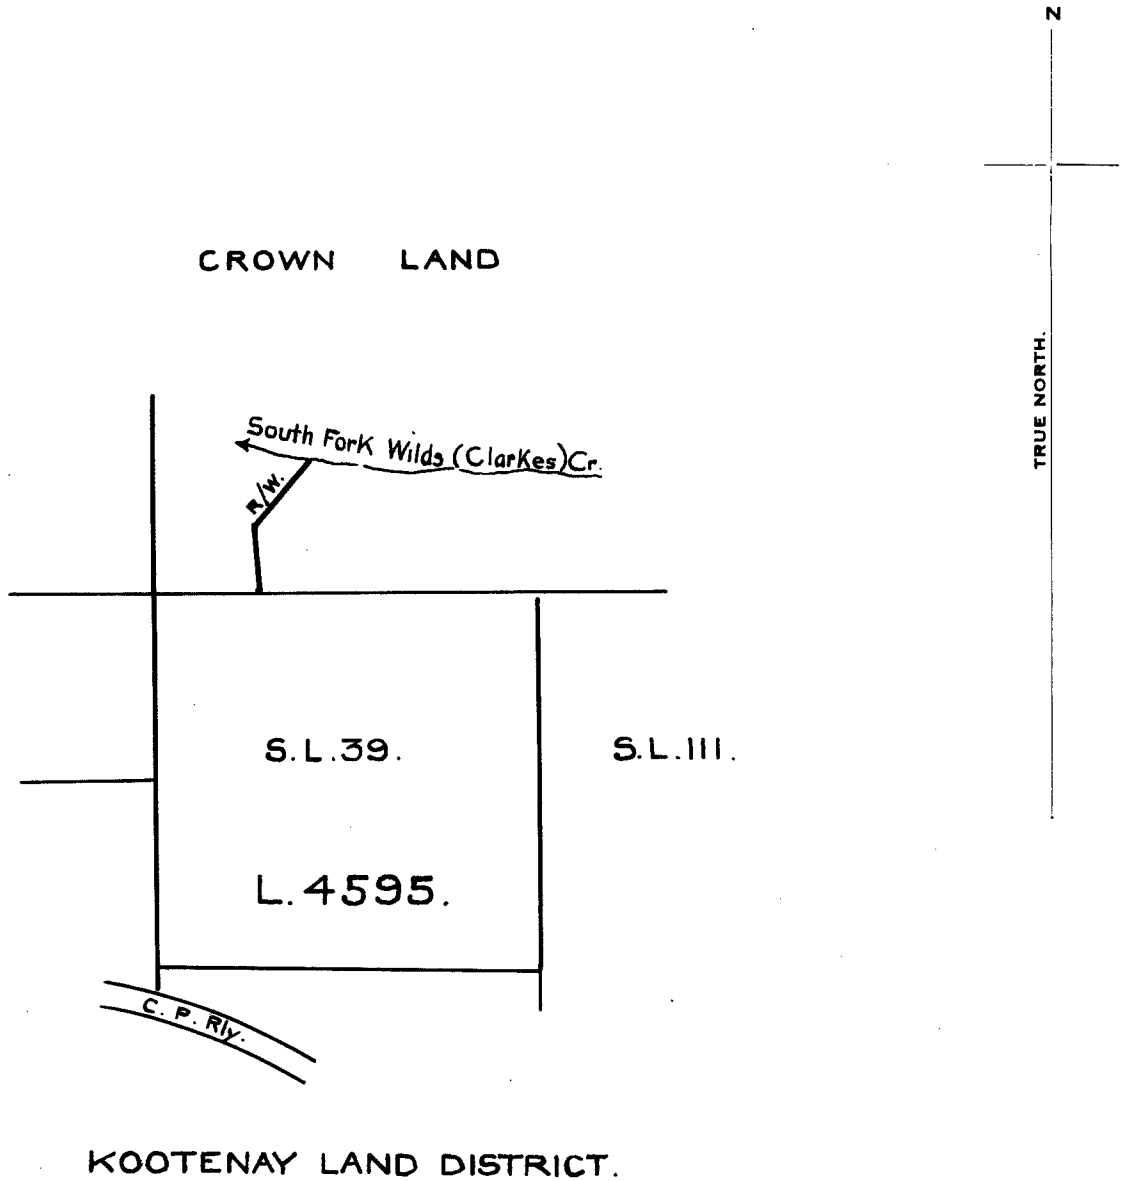 N
TRUE NORTH.
CROWN LAND
South Fork Wilds (Clarkes) Cr.
R/W.
S.L.39.
S.L.111.
L.4595.
C. P. Rly.
KOOTENAY LAND DISTRICT.